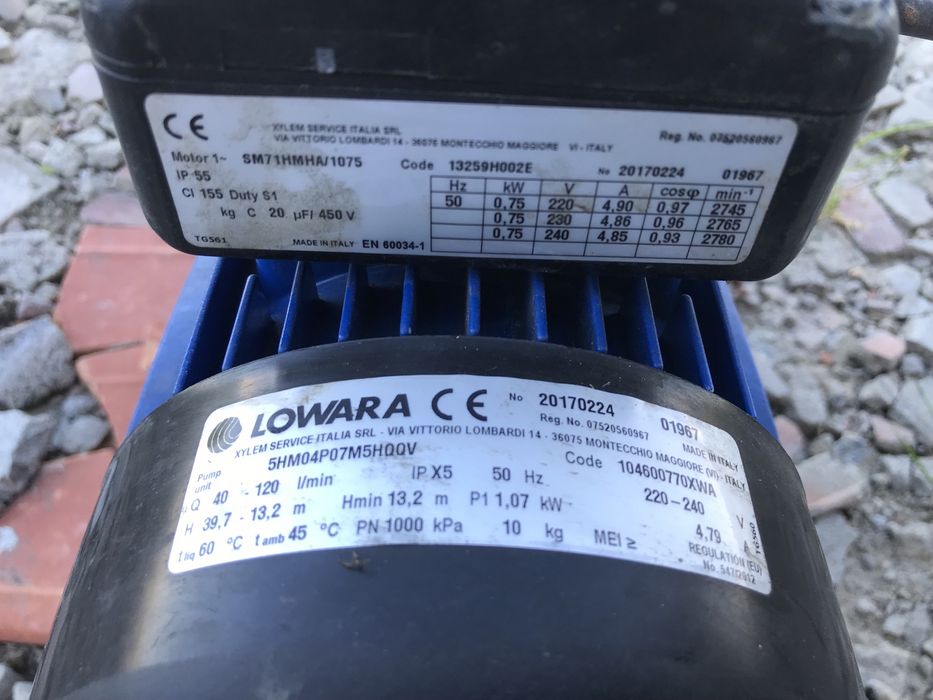 CE
XYLEM SERVICE ITALIA SRL
VIA VITTORIO LOMBARDI 14 - 36075 MONTECCHIO MAGGIORE VI - ITALY
Reg. No. 07520560967
Motor 1~ SM71HMHA/1075 Code 13259H002E No 20170224 01967
IP 55
Cl 155 Duty S1
kg C 20 µF/ 450 V
Hz kW V A cosφ min⁻¹
50 0,75 220 4,90 0,97 2745
0,75 230 4,86 0,96 2765
0,75 240 4,85 0,93 2780
TG561 MADE IN ITALY EN 60034-1
LOWARA CE No 20170224 01967
Reg. No. 07520560967 MADE IN ITALY
XYLEM SERVICE ITALIA SRL - VIA VITTORIO LOMBARDI 14 - 36075 MONTECCHIO MAGGIORE (VI) - ITALY
Pump unit 5HM04P07M5HQQV Code 104600770XWA
IP X5 50 Hz 220-240 V
Q 40 - 120 l/min Hmin 13,2 m P1 1,07 kW 4,79 A
H 39,7 - 13,2 m
t liq 60 °C t amb 45 °C PN 1000 kPa 10 kg MEI ≥ REGULATION (EU)
No. 547/2012
TG560